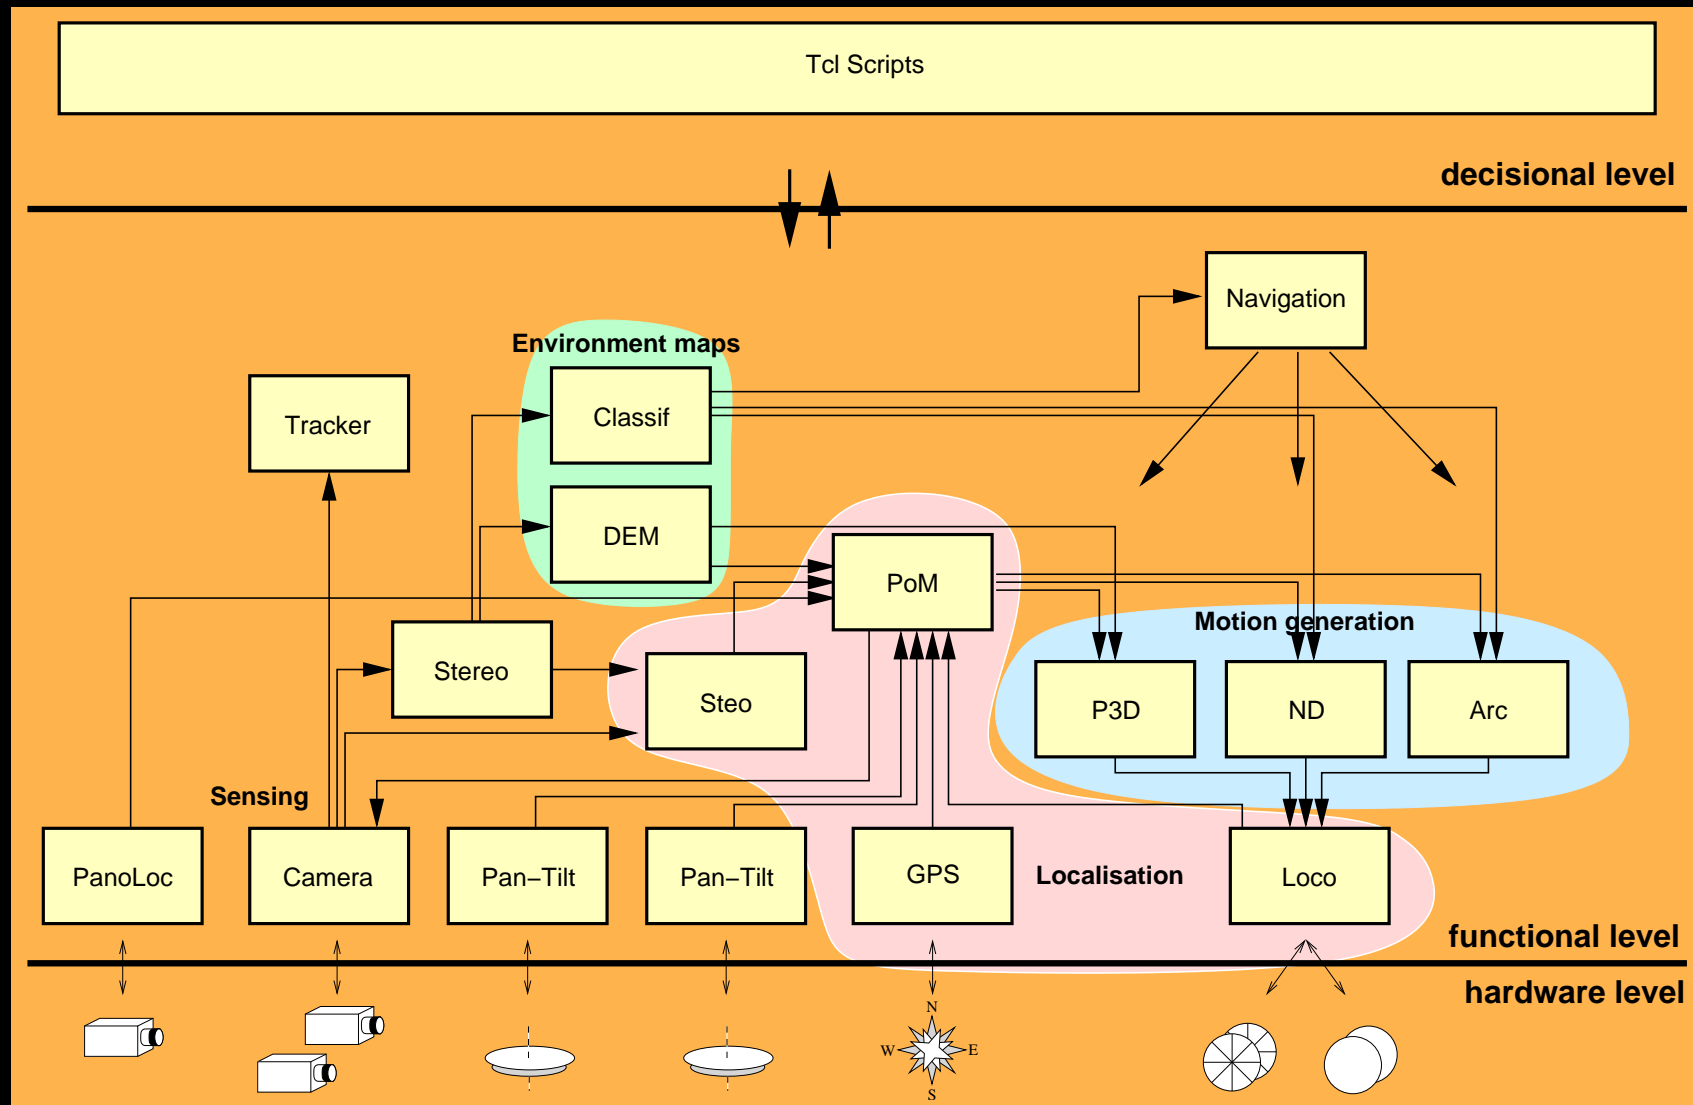 Tcl Scripts
decisional level
Navigation
Environment maps
Classif
Tracker
DEM
PoM
Motion generation
Stereo
Steo
P3D
ND
Arc
Sensing
PanoLoc
Camera
Pan−Tilt
Pan−Tilt
GPS
Localisation
Loco
functional level
hardware level
N
W
E
S